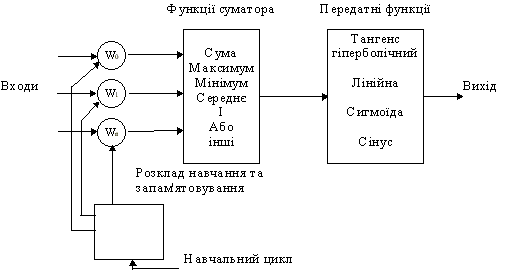 Функції суматора
Передатні функції
Входи
W₀
W₁
Wₙ
Сума
Максимум
Мінімум
Середнє
І
Або
інші
Тангенс
гіперболічний
Лінійна
Сигмоїда
Сінус
Вихід
Розклад навчання та
запам'ятовування
Навчальний цикл